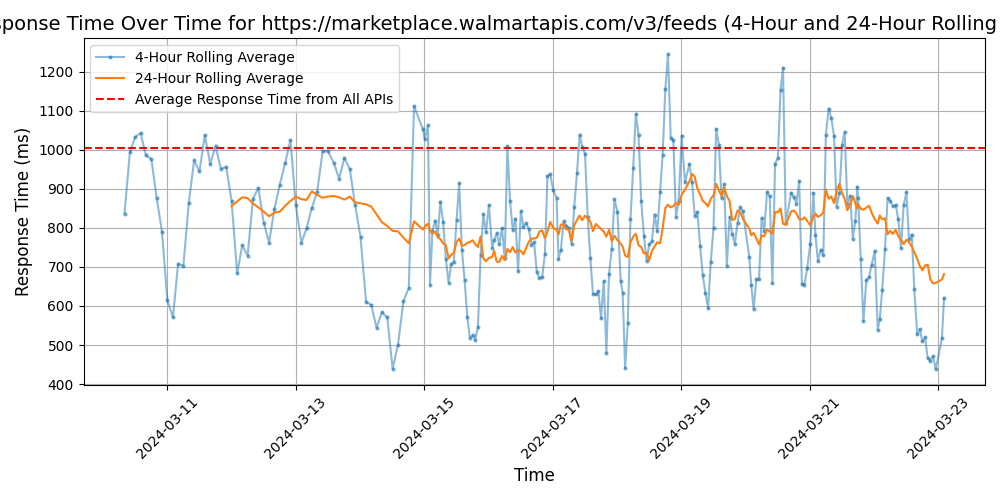 sponse Time Over Time for https://marketplace.walmartapis.com/v3/feeds (4-Hour and 24-Hour Rolling
4-Hour Rolling Average
24-Hour Rolling Average
Average Response Time from All APIs
Response Time (ms)
1200
1100
1000
900
800
700
600
500
400
2024-03-11
2024-03-13
2024-03-15
2024-03-17
2024-03-19
2024-03-21
2024-03-23
Time